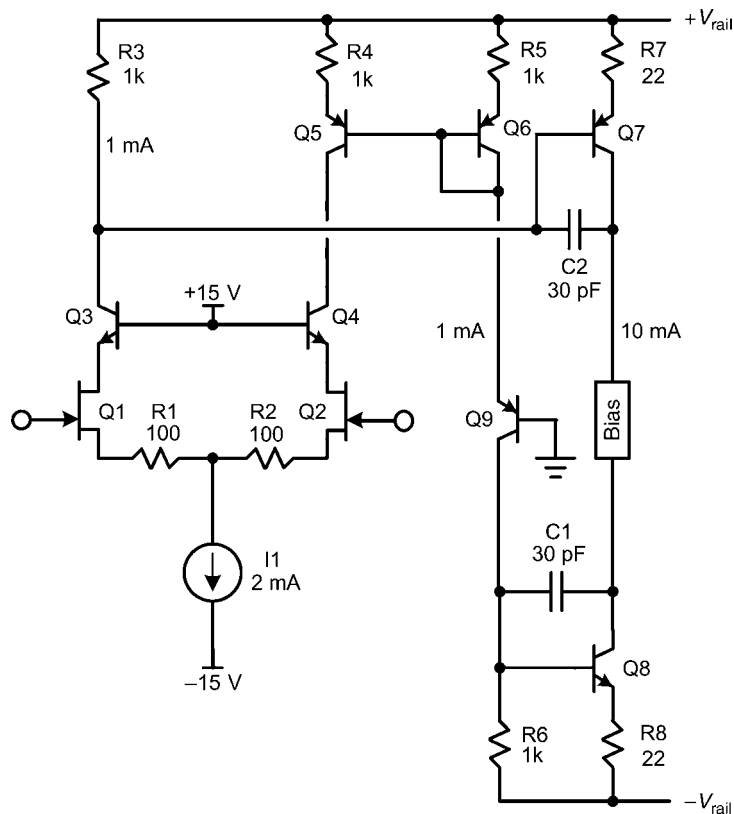 +Vrail
R3
1k
R4
1k
R5
1k
R7
22
Q5
Q6
Q7
1 mA
C2
30 pF
+15 V
Q3
Q4
1 mA
10 mA
Q1
R1
100
R2
100
Q2
Q9
Bias
I1
2 mA
C1
30 pF
–15 V
Q8
R6
1k
R8
22
–Vrail